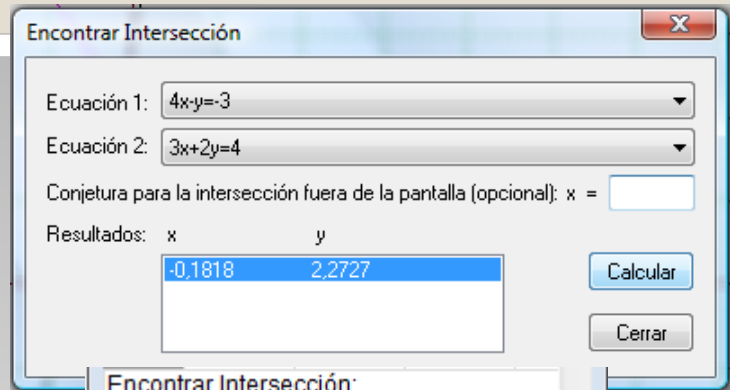 Encontrar Intersección
Ecuación 1: 4x-y=-3
Ecuación 2: 3x+2y=4
Conjetura para la intersección fuera de la pantalla (opcional): x =
Resultados: x y
-0,1818 2,2727
Calcular
Cerrar
Encontrar Intersección: